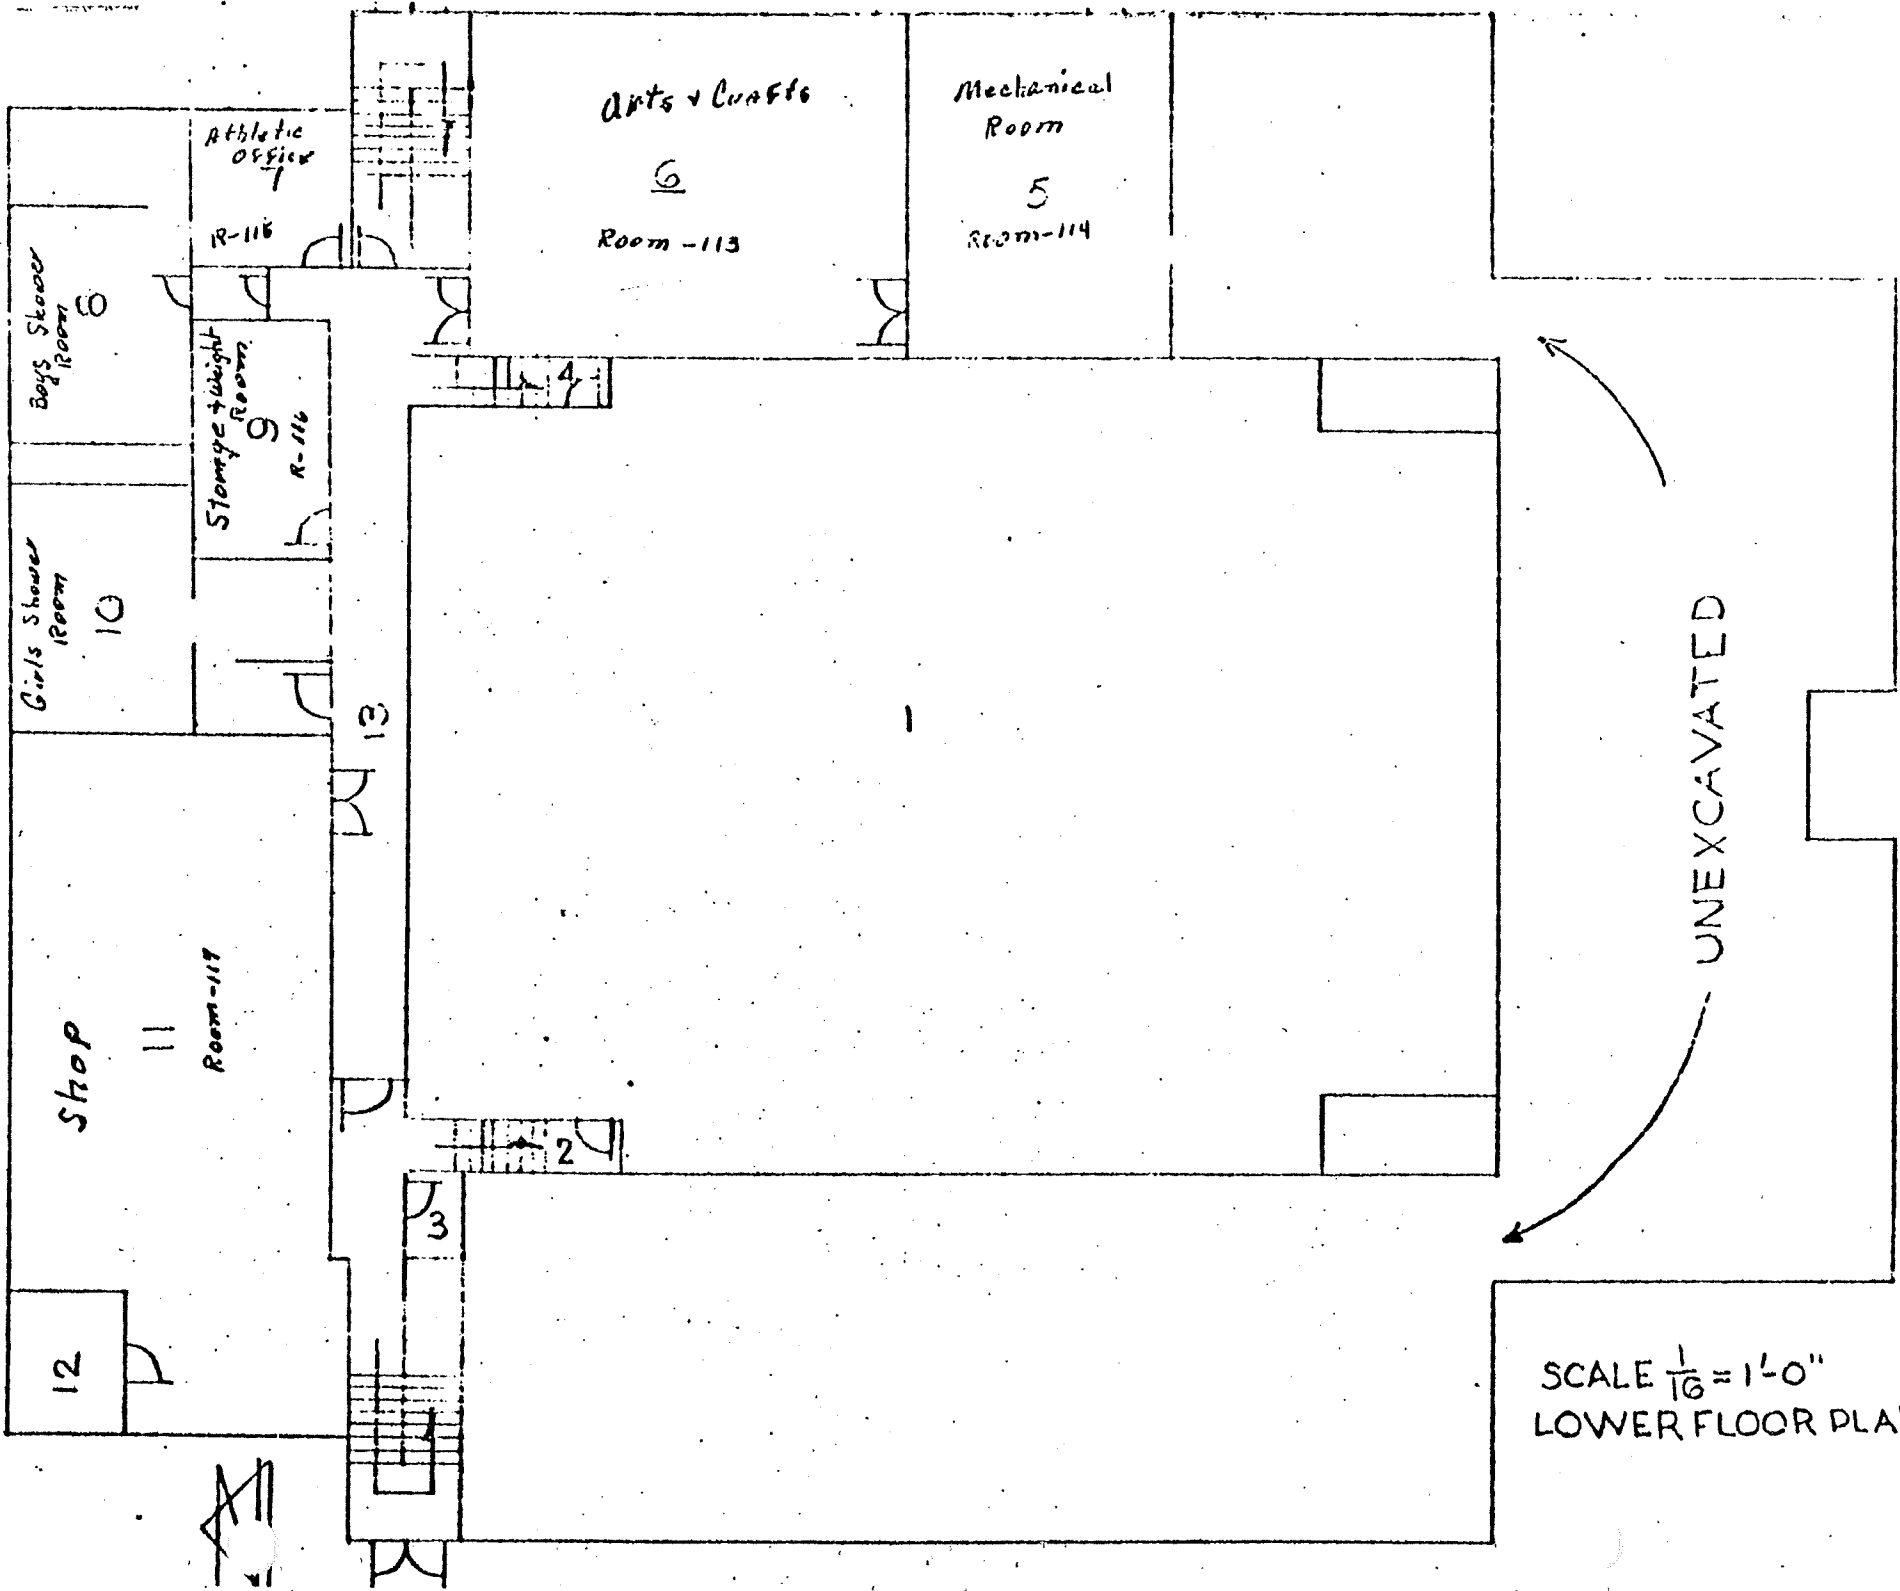 Arts & Crafts
6
Room-113
Mechanical
Room
5
Room-114
Athletic
Office
7
R-115
Boys Shower
Room
8
Storage & Weight
Room
9
R-116
4
Girls Shower
Room
10
13
1
UNEXCAVATED
Shop
11
Room-117
2
3
12
SCALE 1/16 = 1'-0"
LOWER FLOOR PLA